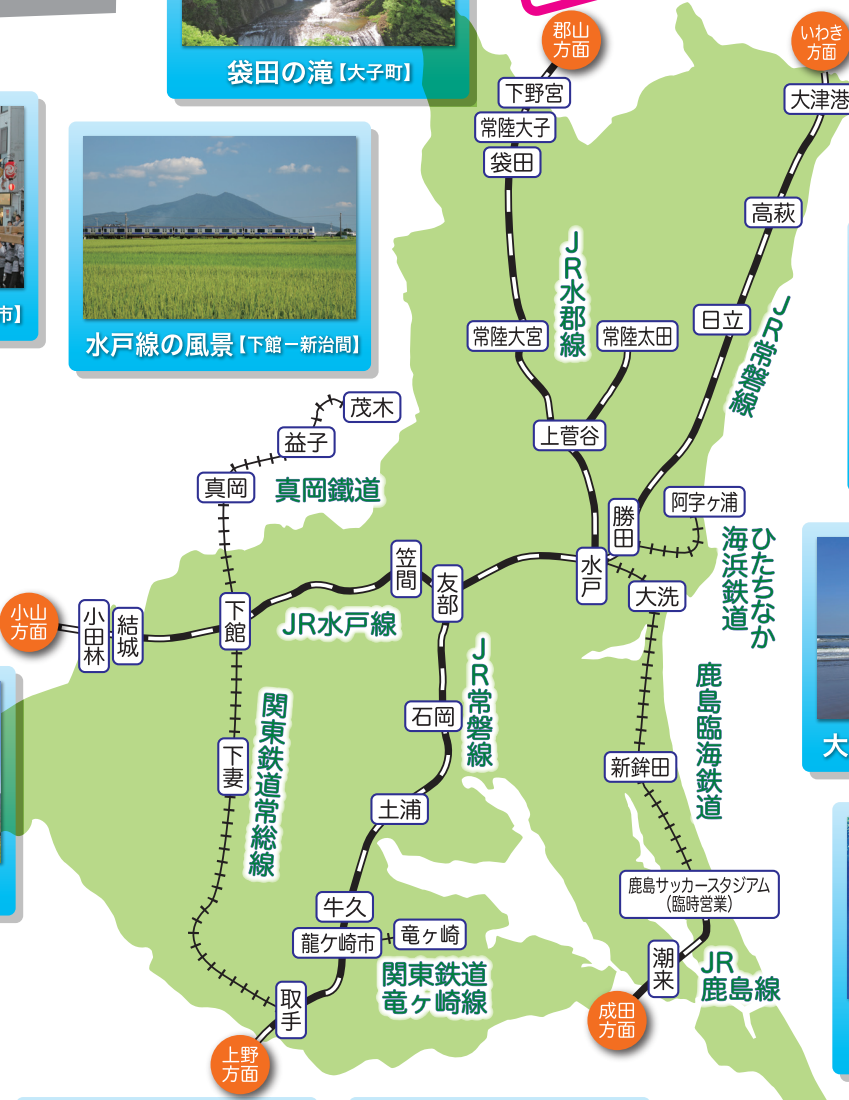 袋田の滝【大子町】
市】
水戸線の風景【下館－新治間】
郡山
方面
いわき
方面
下野宮
常陸大子
袋田
大津港
高萩
日立
JR水郡線
JR常磐線
常陸大宮
常陸太田
上菅谷
茂木
益子
真岡
真岡鐵道
阿字ヶ浦
勝田
水戸
大洗
ひたちなか
海浜鉄道
笠間
友部
小山
方面
小田林
結城
下館
JR水戸線
JR常磐線
石岡
鹿島臨海鉄道
新鉾田
大
関東鉄道常総線
下妻
土浦
鹿島サッカースタジアム
（臨時営業）
牛久
龍ケ崎市
竜ヶ崎
関東鉄道
竜ヶ崎線
潮来
JR
鹿島線
成田
方面
取手
上野
方面